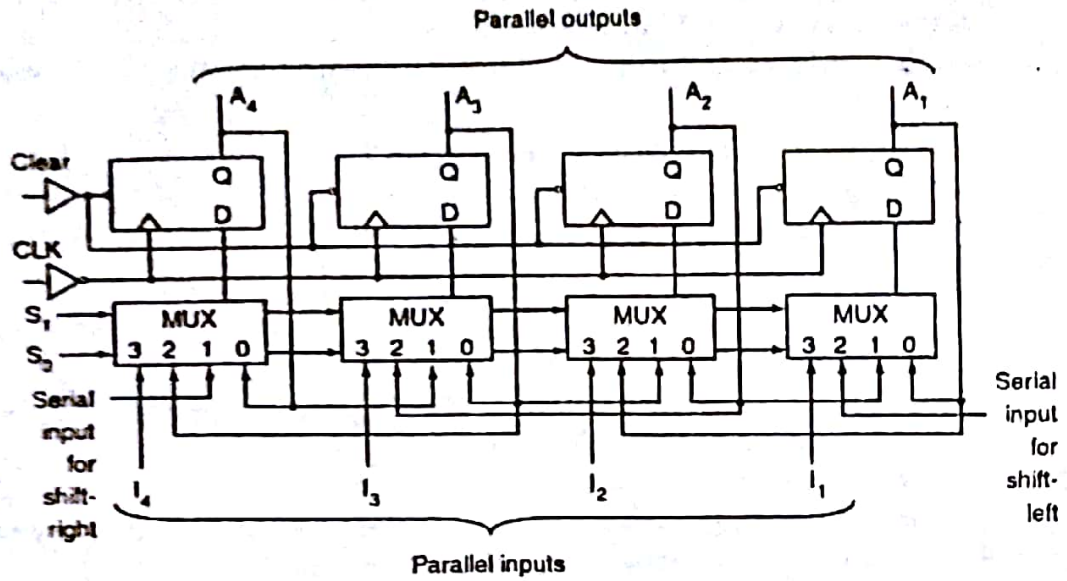 Parallel outputs
A4 A3 A2 A1
Clear
Q Q Q Q
D D D D
CLK
S1
MUX MUX MUX MUX
S0
3 2 1 0 3 2 1 0 3 2 1 0 3 2 1 0
Serial
input
for
shift-
right
Serial
input
for
shift-
left
I4 I3 I2 I1
Parallel inputs